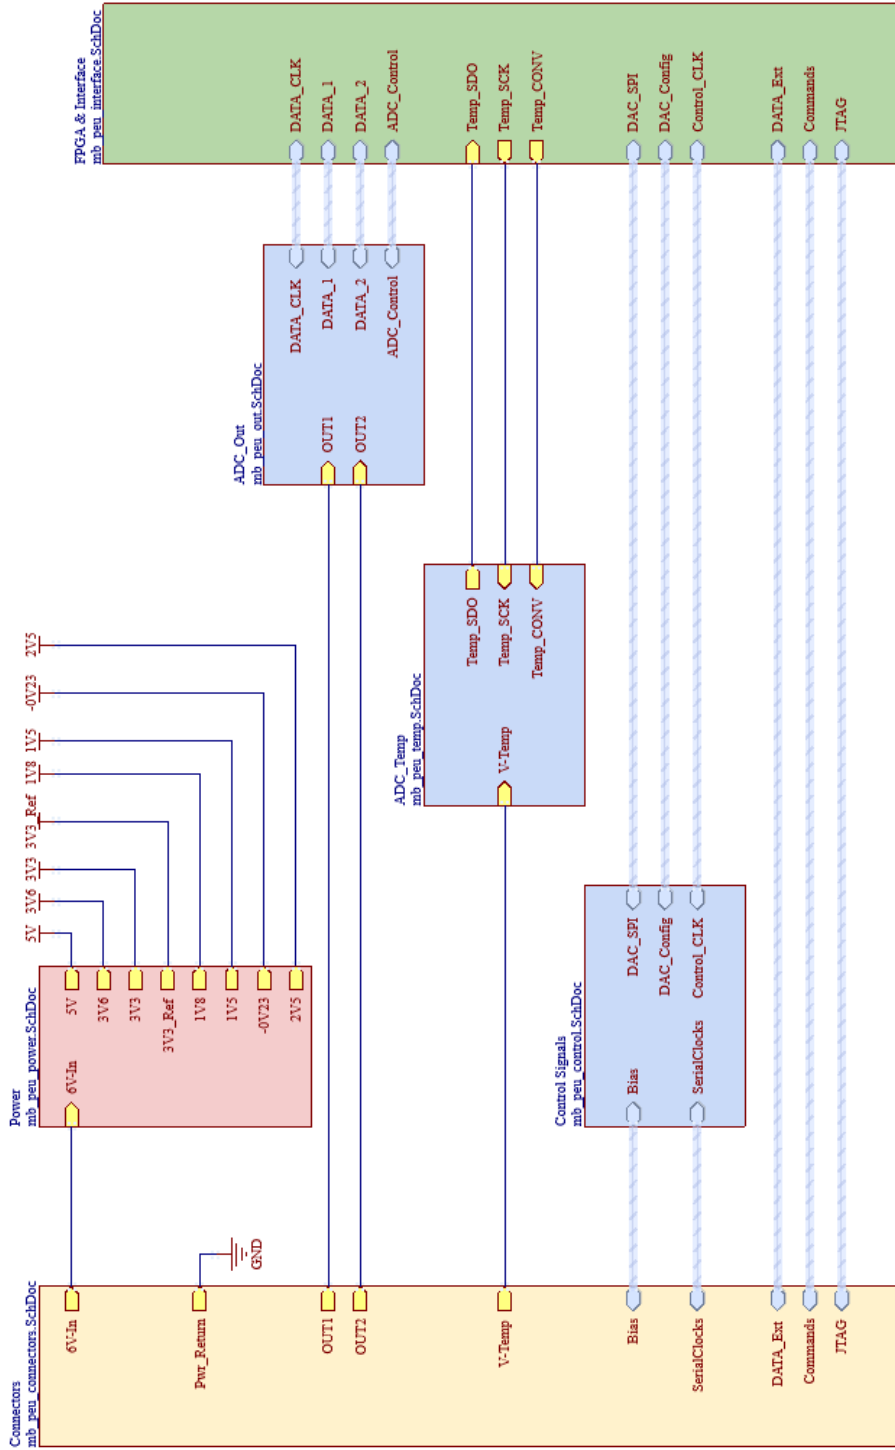 Connectors
mb_peu_connectors.SchDoc
6V-In
Pwr_Return
OUT1
OUT2
V-Temp
Bias
SerialClocks
DATA_Ext
Commands
JTAG
GND
Power
mb_peu_power.SchDoc
6V-In
5V
3V6
3V3
3V3_Ref
1V8
1V5
-0V23
2V5
5V
3V6
3V3
3V3_Ref
1V8
1V5
-0V23
2V5
Control Signals
mb_peu_control.SchDoc
Bias
SerialClocks
DAC_SPI
DAC_Config
Control_CLK
ADC_Temp
mb_peu_temp.SchDoc
V-Temp
Temp_SDO
Temp_SCK
Temp_CONV
ADC_Out
mb_peu_out.SchDoc
OUT1
OUT2
DATA_CLK
DATA_1
DATA_2
ADC_Control
FPGA & Interface
mb_peu_interface.SchDoc
DATA_CLK
DATA_1
DATA_2
ADC_Control
Temp_SDO
Temp_SCK
Temp_CONV
DAC_SPI
DAC_Config
Control_CLK
DATA_Ext
Commands
JTAG